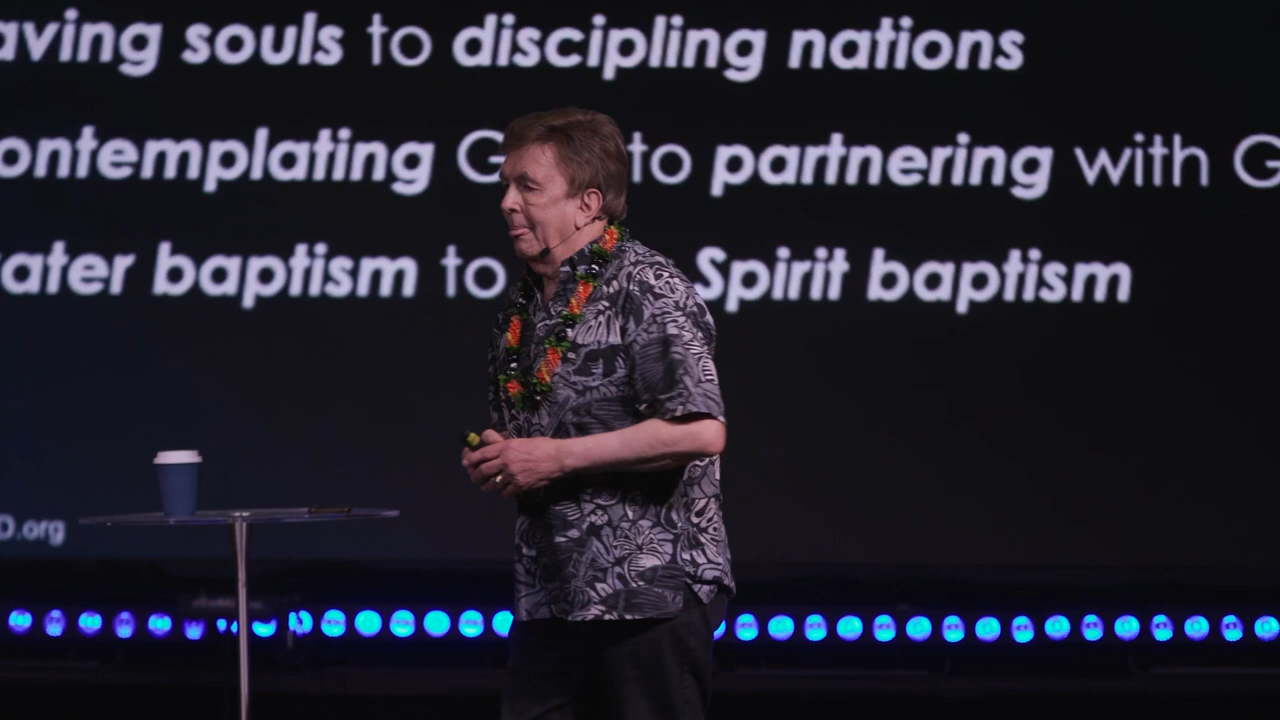 aving souls to discipling nations
ontemplating G to partnering with G
ater baptism to Spirit baptism
D.org